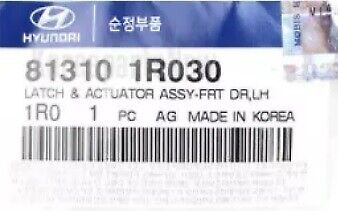 HYUNDAI
순정부품
MOBIS
81310 1R030
LATCH & ACTUATOR ASSY-FRT DR,LH
1R0 1 PC AG MADE IN KOREA